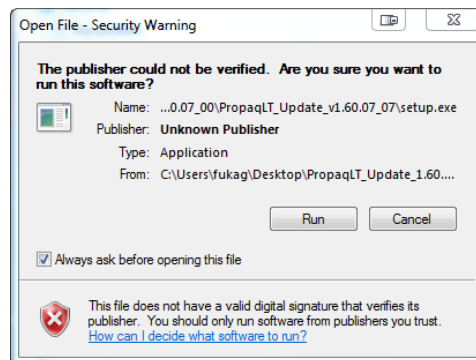 Open File - Security Warning
The publisher could not be verified.  Are you sure you want to
run this software?
Name: ...0.07_00\PropaqLT_Update_v1.60.07_07\setup.exe
Publisher: Unknown Publisher
Type: Application
From: C:\Users\fukag\Desktop\PropaqLT_Update_1.60....
Run Cancel
Always ask before opening this file
This file does not have a valid digital signature that verifies its
publisher.  You should only run software from publishers you trust.
How can I decide what software to run?